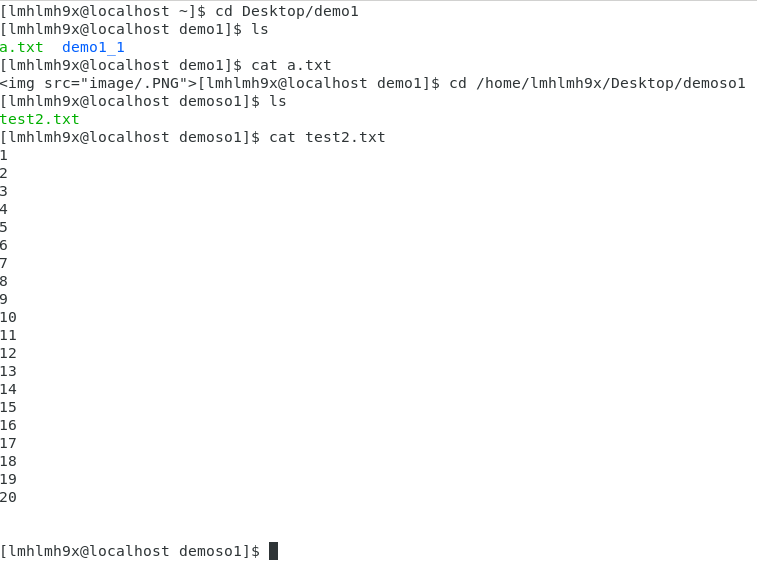 [lmhlmh9x@localhost ~]$ cd Desktop/demo1
[lmhlmh9x@localhost demo1]$ ls
a.txt  demo1_1
[lmhlmh9x@localhost demo1]$ cat a.txt
<img src="image/.PNG">[lmhlmh9x@localhost demo1]$ cd /home/lmhlmh9x/Desktop/demoso1
[lmhlmh9x@localhost demoso1]$ ls
test2.txt
[lmhlmh9x@localhost demoso1]$ cat test2.txt
1
2
3
4
5
6
7
8
9
10
11
12
13
14
15
16
17
18
19
20
[lmhlmh9x@localhost demoso1]$